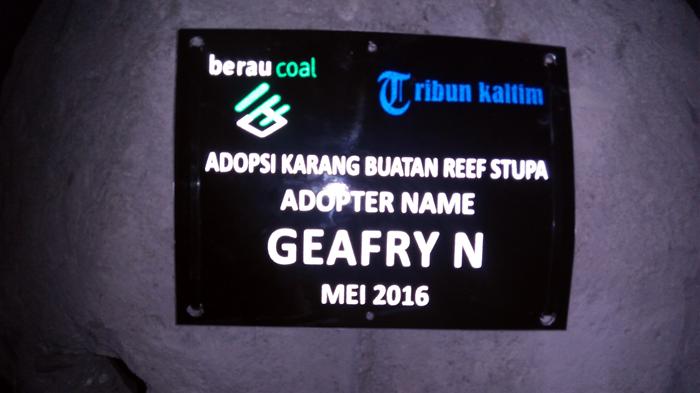 berau coal
Tribun kaltim
ADOPSI KARANG BUATAN REEF STUPA
ADOPTER NAME
GEAFRY N
MEI 2016